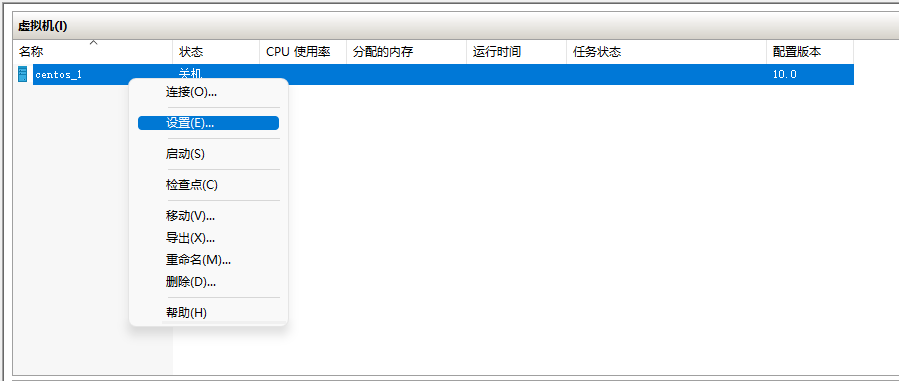 虚拟机(I)
名称 状态 CPU 使用率 分配的内存 运行时间 任务状态 配置版本
centos_1 关机 10.0
连接(O)...
设置(E)...
启动(S)
检查点(C)
移动(V)...
导出(X)...
重命名(M)...
删除(D)...
帮助(H)